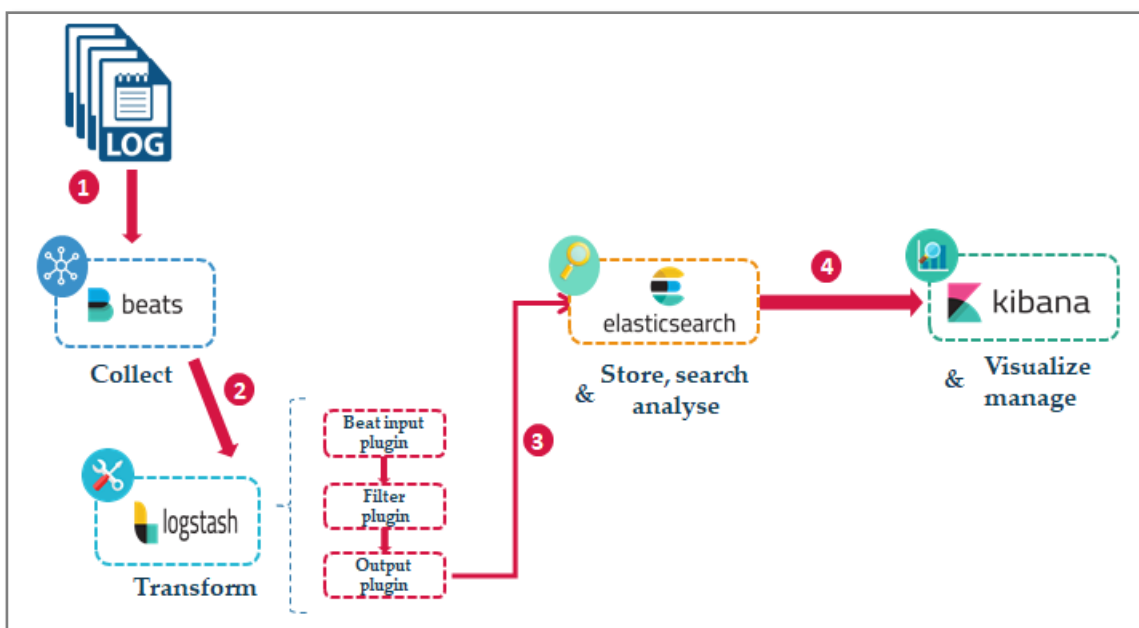 LOG
1
beats
Collect
2
logstash
Transform
Beat input
plugin
Filter
plugin
Output
plugin
3
elasticsearch
& Store, search
analyse
4
kibana
& Visualize
manage